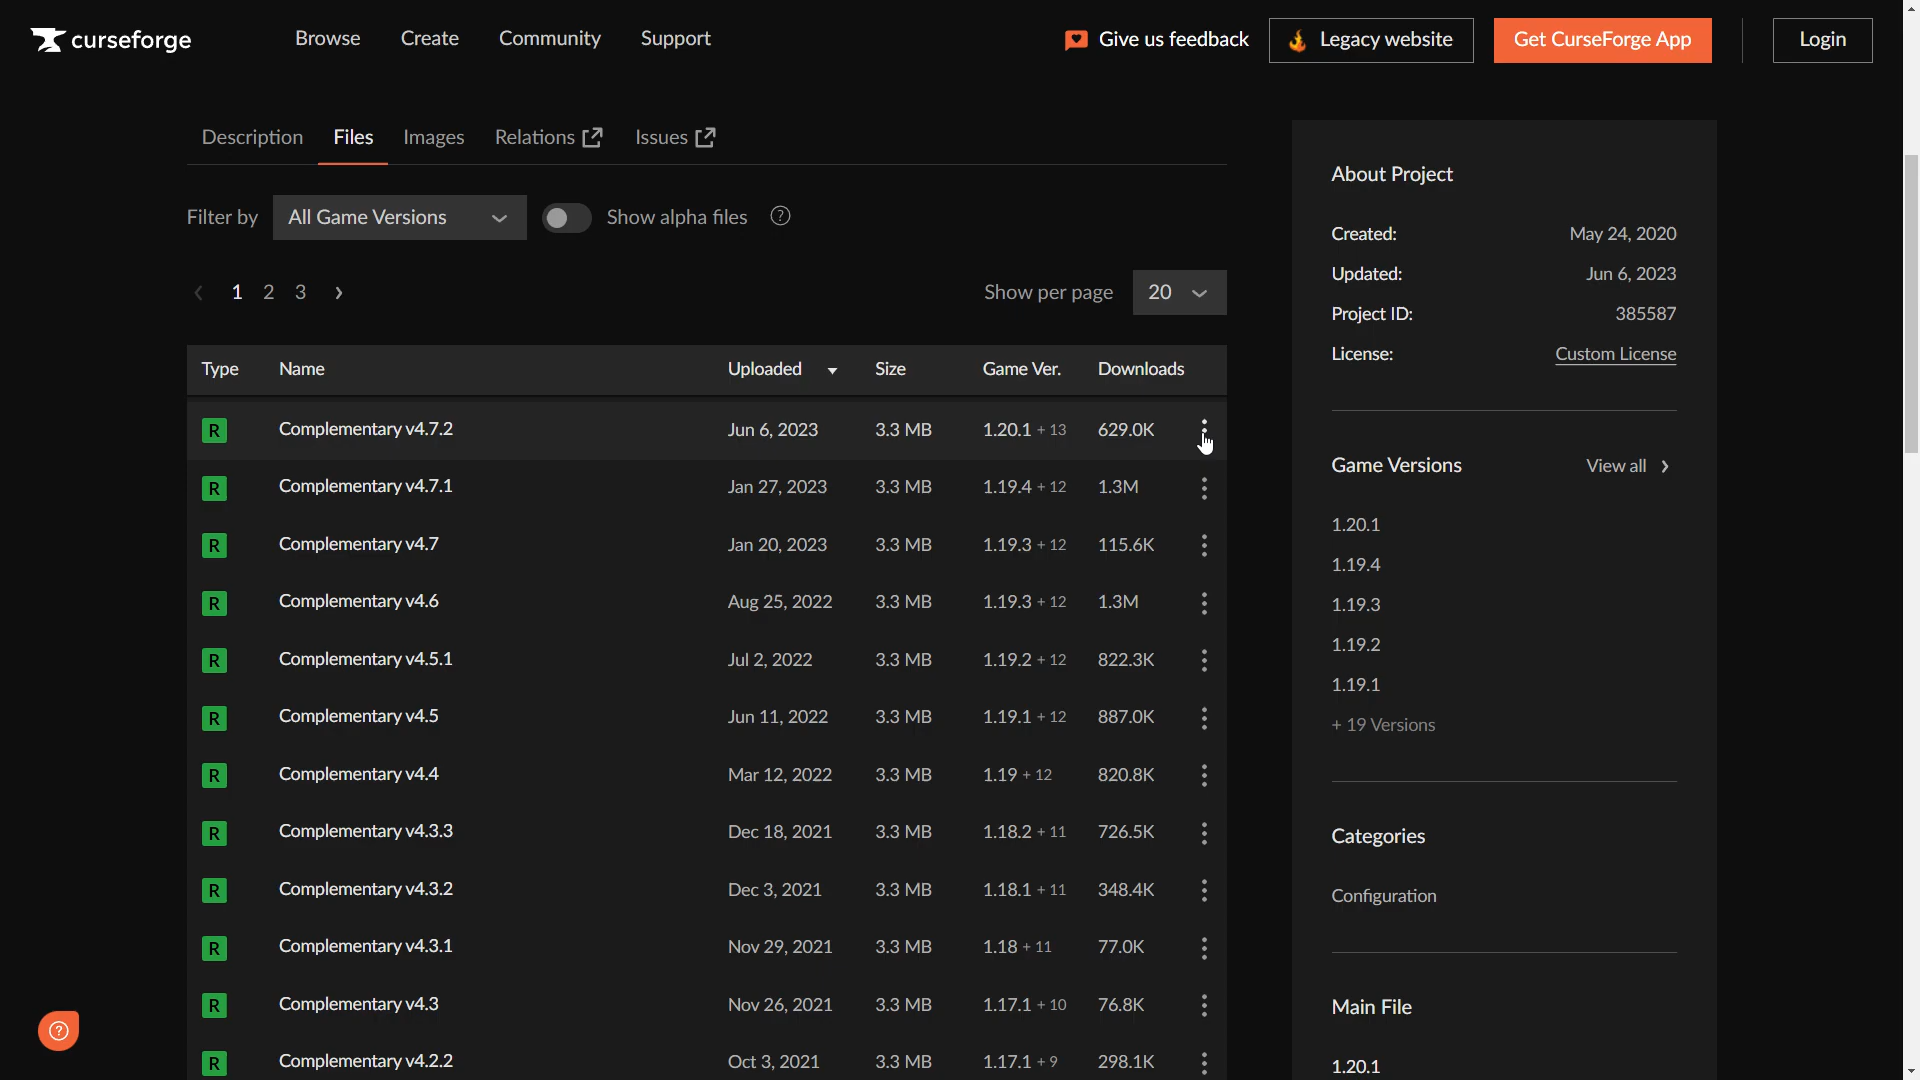 curseforge Browse Create Community Support Give us feedback Legacy website Get CurseForge App Login
Description Files Images Relations Issues
Filter by All Game Versions Show alpha files ?
1 2 3 Show per page 20
Type Name Uploaded Size Game Ver. Downloads
R Complementary v4.7.2 Jun 6, 2023 3.3 MB 1.20.1 + 13 629.0K
R Complementary v4.7.1 Jan 27, 2023 3.3 MB 1.19.4 + 12 1.3M
R Complementary v4.7 Jan 20, 2023 3.3 MB 1.19.3 + 12 115.6K
R Complementary v4.6 Aug 25, 2022 3.3 MB 1.19.3 + 12 1.3M
R Complementary v4.5.1 Jul 2, 2022 3.3 MB 1.19.2 + 12 822.3K
R Complementary v4.5 Jun 11, 2022 3.3 MB 1.19.1 + 12 887.0K
R Complementary v4.4 Mar 12, 2022 3.3 MB 1.19 + 12 820.8K
R Complementary v4.3.3 Dec 18, 2021 3.3 MB 1.18.2 + 11 726.5K
R Complementary v4.3.2 Dec 3, 2021 3.3 MB 1.18.1 + 11 348.4K
R Complementary v4.3.1 Nov 29, 2021 3.3 MB 1.18 + 11 77.0K
R Complementary v4.3 Nov 26, 2021 3.3 MB 1.17.1 + 10 76.8K
R Complementary v4.2.2 Oct 3, 2021 3.3 MB 1.17.1 + 9 298.1K
About Project
Created: May 24, 2020
Updated: Jun 6, 2023
Project ID: 385587
License: Custom License
Game Versions View all
1.20.1
1.19.4
1.19.3
1.19.2
1.19.1
+ 19 Versions
Categories
Configuration
Main File
1.20.1
?